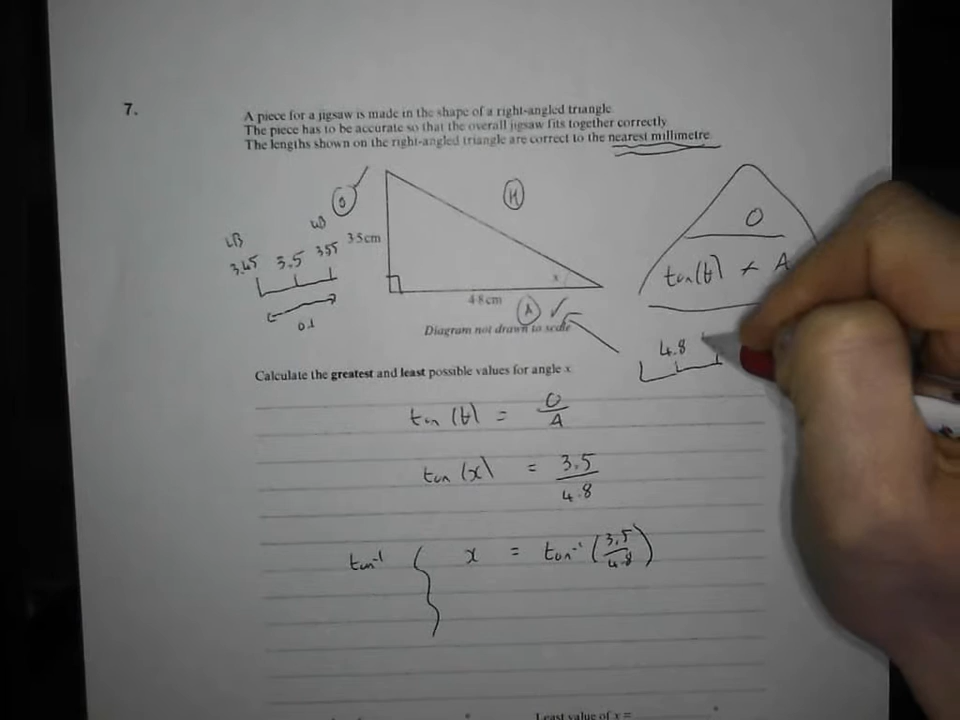 7.
A piece for a jigsaw is made in the shape of a right-angled triangle.
The piece has to be accurate so that the overall jigsaw fits together correctly.
The lengths shown on the right-angled triangle are correct to the nearest millimetre.
O
H
O
UB
LB
3.45 3.5 3.55
3.5cm
x
tan(θ) × A
4.8cm
A
0.1
Diagram not drawn to scale
4.8
Calculate the greatest and least possible values for angle x.
tan(θ) = O/A
tan(x) = 3.5/4.8
tan⁻¹ x = tan⁻¹(3.5/4.8)
Least value of x =